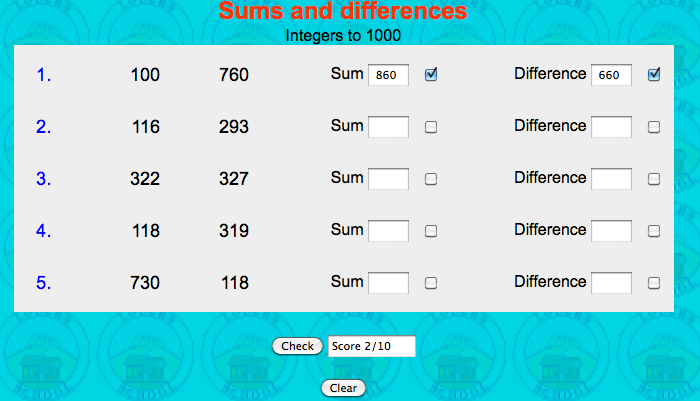 Sums and differences
Integers to 1000
1. 100 760 Sum 860 Difference 660
2. 116 293 Sum Difference
3. 322 327 Sum Difference
4. 118 319 Sum Difference
5. 730 118 Sum Difference
Check Score 2/10
Clear